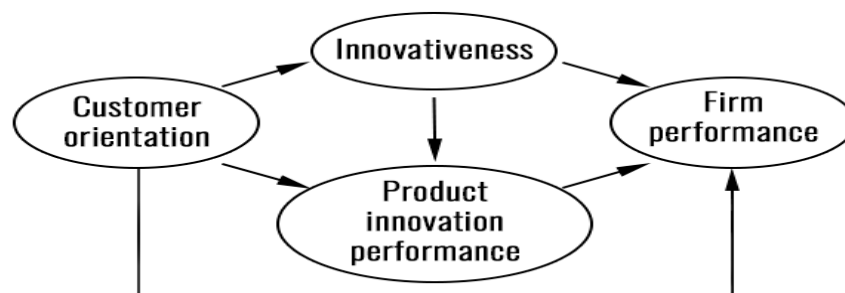 Innovativeness
Customer
orientation
Firm
performance
Product
innovation
performance